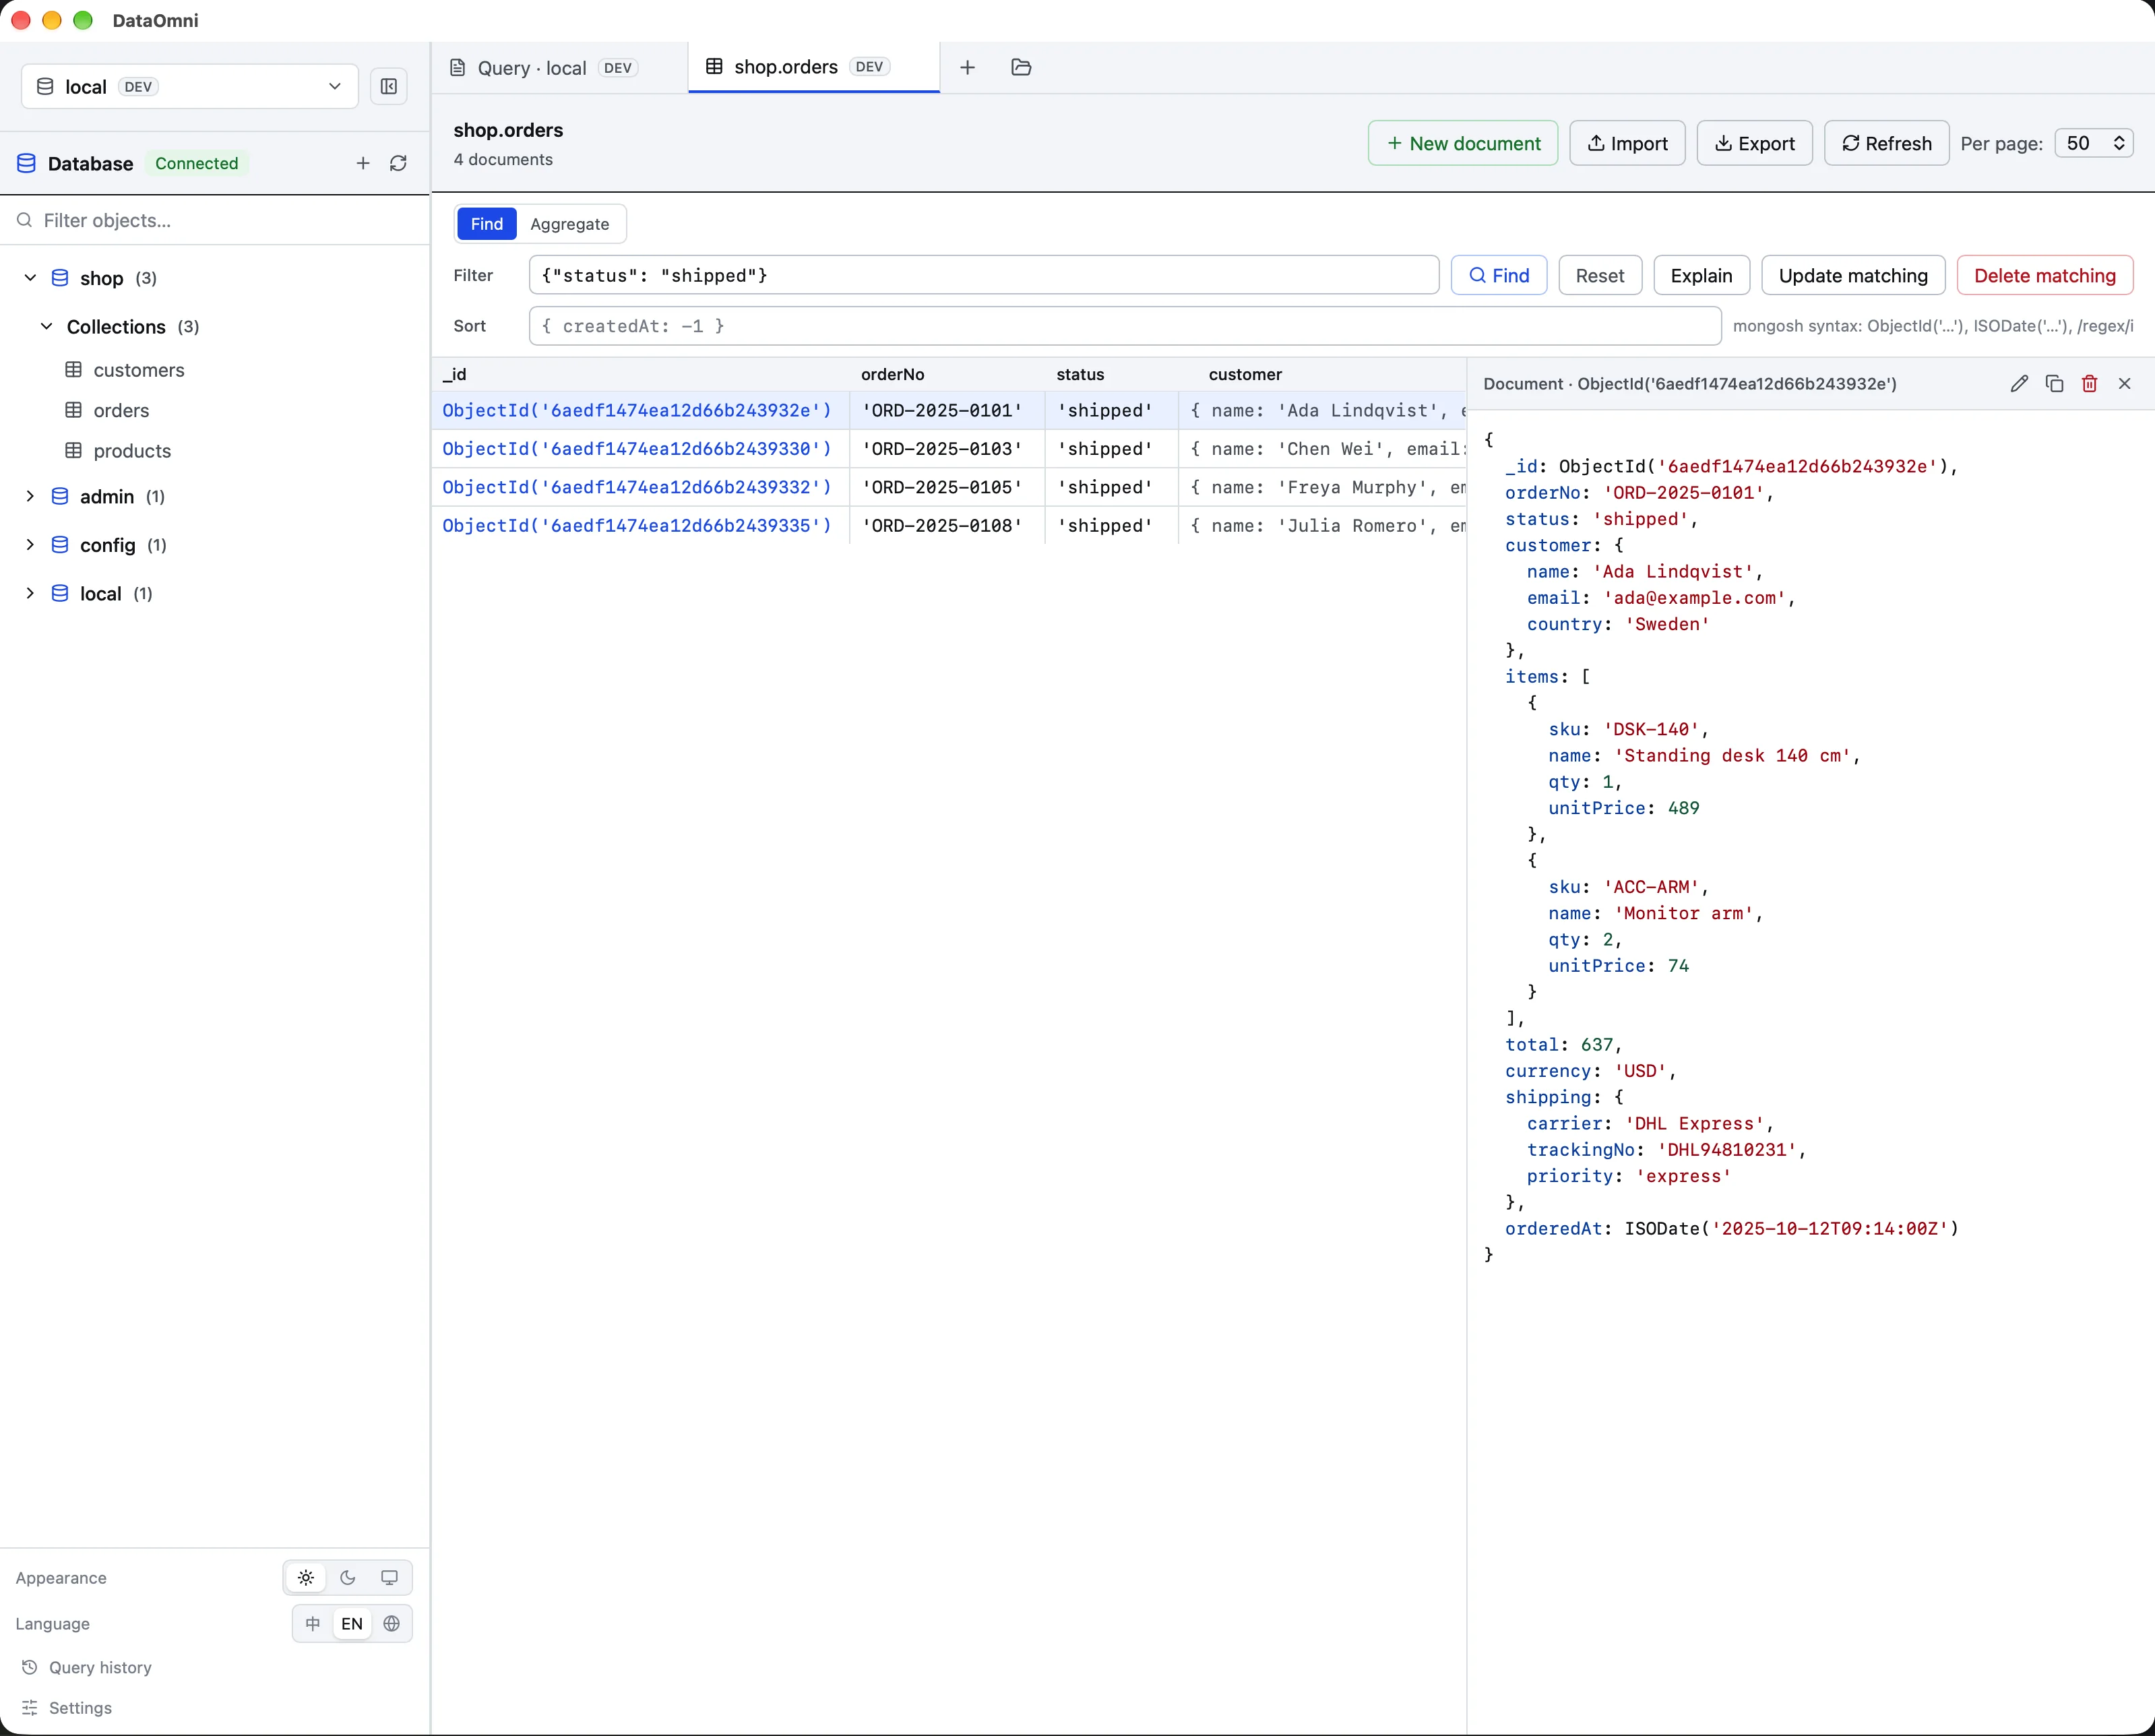 DataOmni
local DEV
Database Connected
Filter objects...
shop (3)
Collections (3)
customers
orders
products
admin (1)
config (1)
local (1)
Appearance
Language 中 EN
Query history
Settings
Query · local DEV
shop.orders DEV
shop.orders
4 documents
New document Import Export Refresh Per page: 50
Find Aggregate
Filter {"status": "shipped"} Find Reset Explain Update matching Delete matching
Sort { createdAt: -1 } mongosh syntax: ObjectId('...'), ISODate('...'), /regex/i
_id orderNo status customer
ObjectId('6aedf1474ea12d66b243932e') 'ORD-2025-0101' 'shipped' { name: 'Ada Lindqvist', e
ObjectId('6aedf1474ea12d66b2439330') 'ORD-2025-0103' 'shipped' { name: 'Chen Wei', email:
ObjectId('6aedf1474ea12d66b2439332') 'ORD-2025-0105' 'shipped' { name: 'Freya Murphy', em
ObjectId('6aedf1474ea12d66b2439335') 'ORD-2025-0108' 'shipped' { name: 'Julia Romero', em
Document · ObjectId('6aedf1474ea12d66b243932e')
{
_id: ObjectId('6aedf1474ea12d66b243932e'),
orderNo: 'ORD-2025-0101',
status: 'shipped',
customer: {
name: 'Ada Lindqvist',
email: 'ada@example.com',
country: 'Sweden'
},
items: [
{
sku: 'DSK-140',
name: 'Standing desk 140 cm',
qty: 1,
unitPrice: 489
},
{
sku: 'ACC-ARM',
name: 'Monitor arm',
qty: 2,
unitPrice: 74
}
],
total: 637,
currency: 'USD',
shipping: {
carrier: 'DHL Express',
trackingNo: 'DHL94810231',
priority: 'express'
},
orderedAt: ISODate('2025-10-12T09:14:00Z')
}